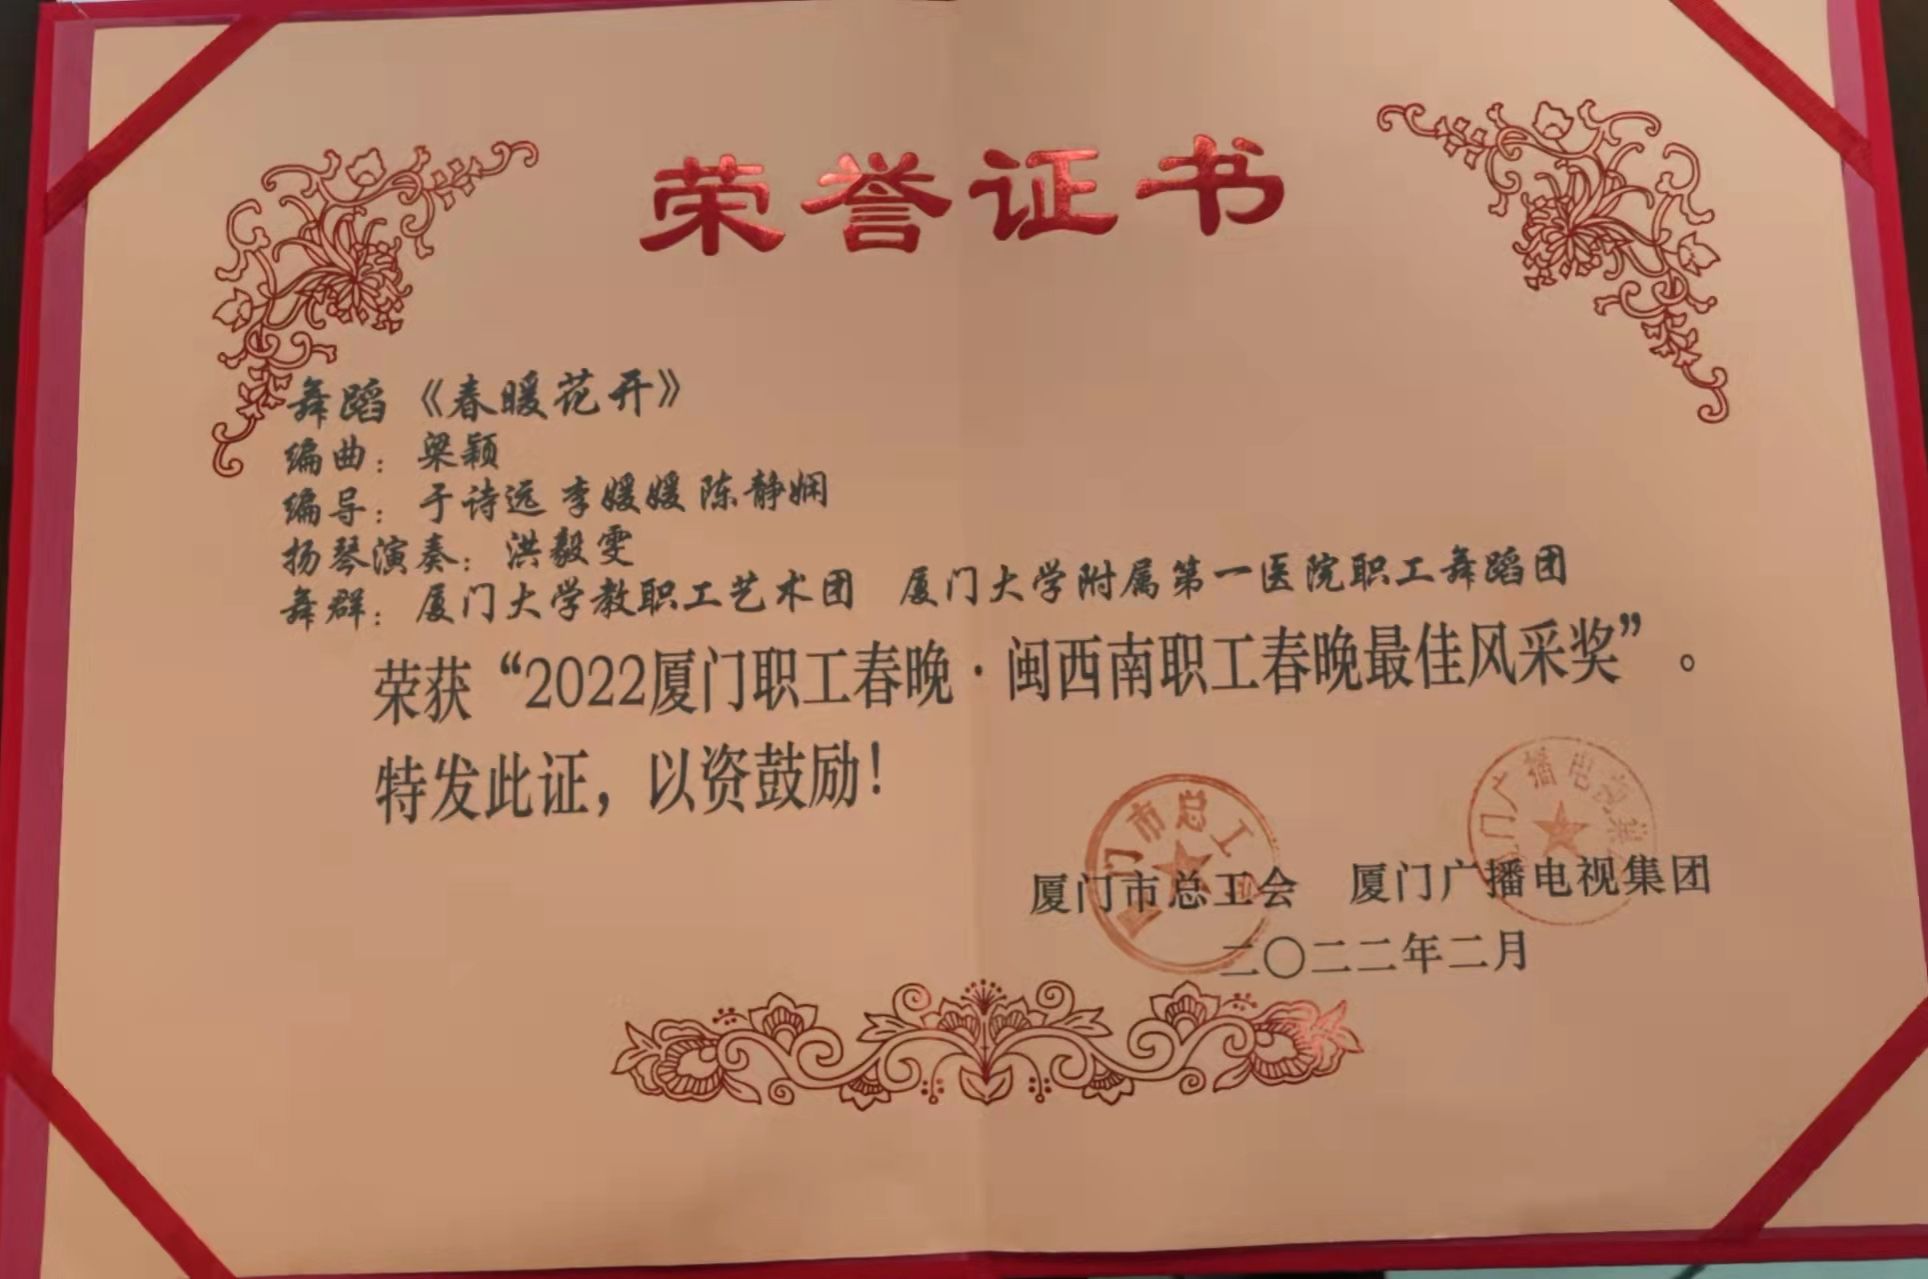 荣誉证书
舞蹈《春暖花开》
编曲：梁颖
编导：于诗远 李媛媛 陈静娴
扬琴演奏：洪毅雯
舞群：厦门大学教职工艺术团 厦门大学附属第一医院职工舞蹈团
荣获“2022厦门职工春晚·闽西南职工春晚最佳风采奖”。
特发此证，以资鼓励！
厦门市总工会 厦门广播电视集团
二〇二二年二月